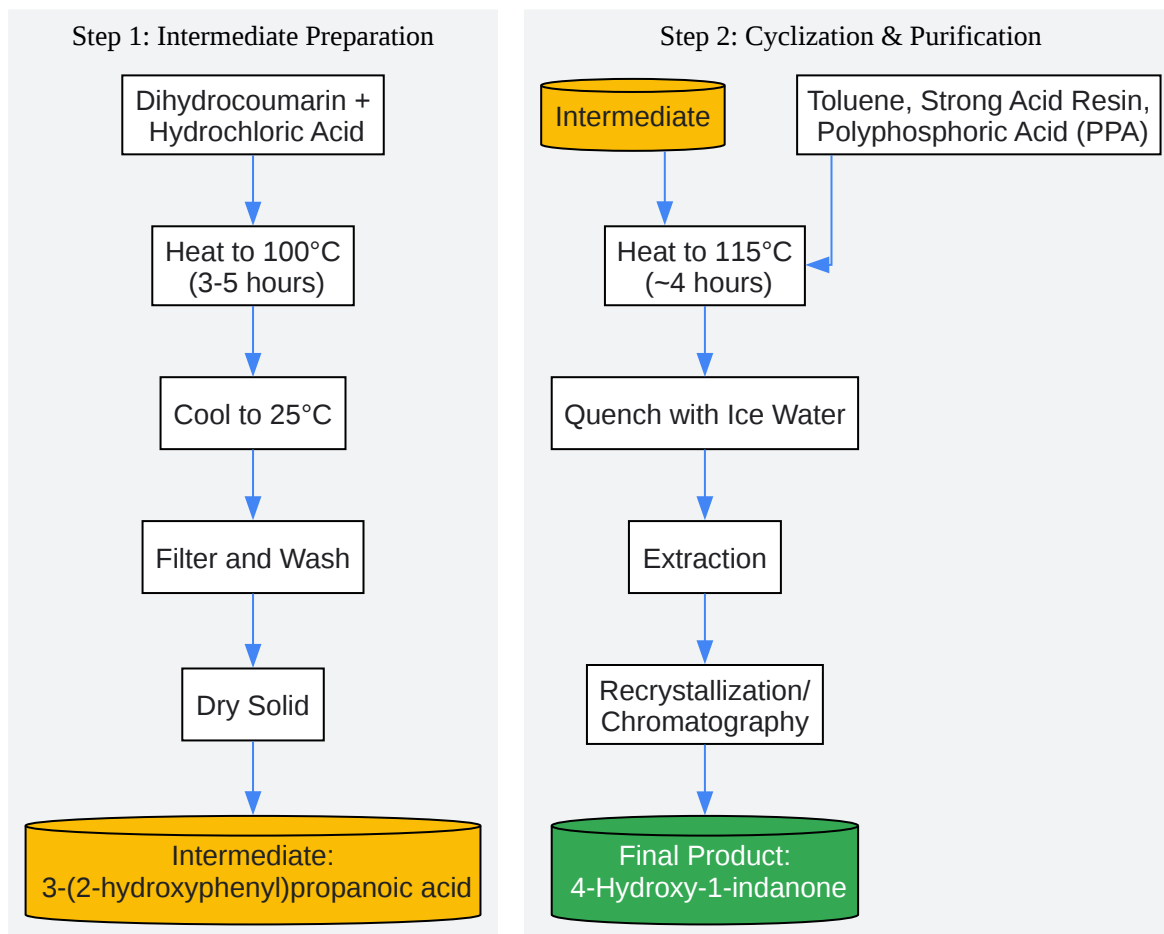 Step 1: Intermediate Preparation
Dihydrocoumarin +
Hydrochloric Acid
Heat to 100°C
(3-5 hours)
Cool to 25°C
Filter and Wash
Dry Solid
Intermediate:
3-(2-hydroxyphenyl)propanoic acid
Step 2: Cyclization & Purification
Intermediate
Toluene, Strong Acid Resin,
Polyphosphoric Acid (PPA)
Heat to 115°C
(~4 hours)
Quench with Ice Water
Extraction
Recrystallization/
Chromatography
Final Product:
4-Hydroxy-1-indanone